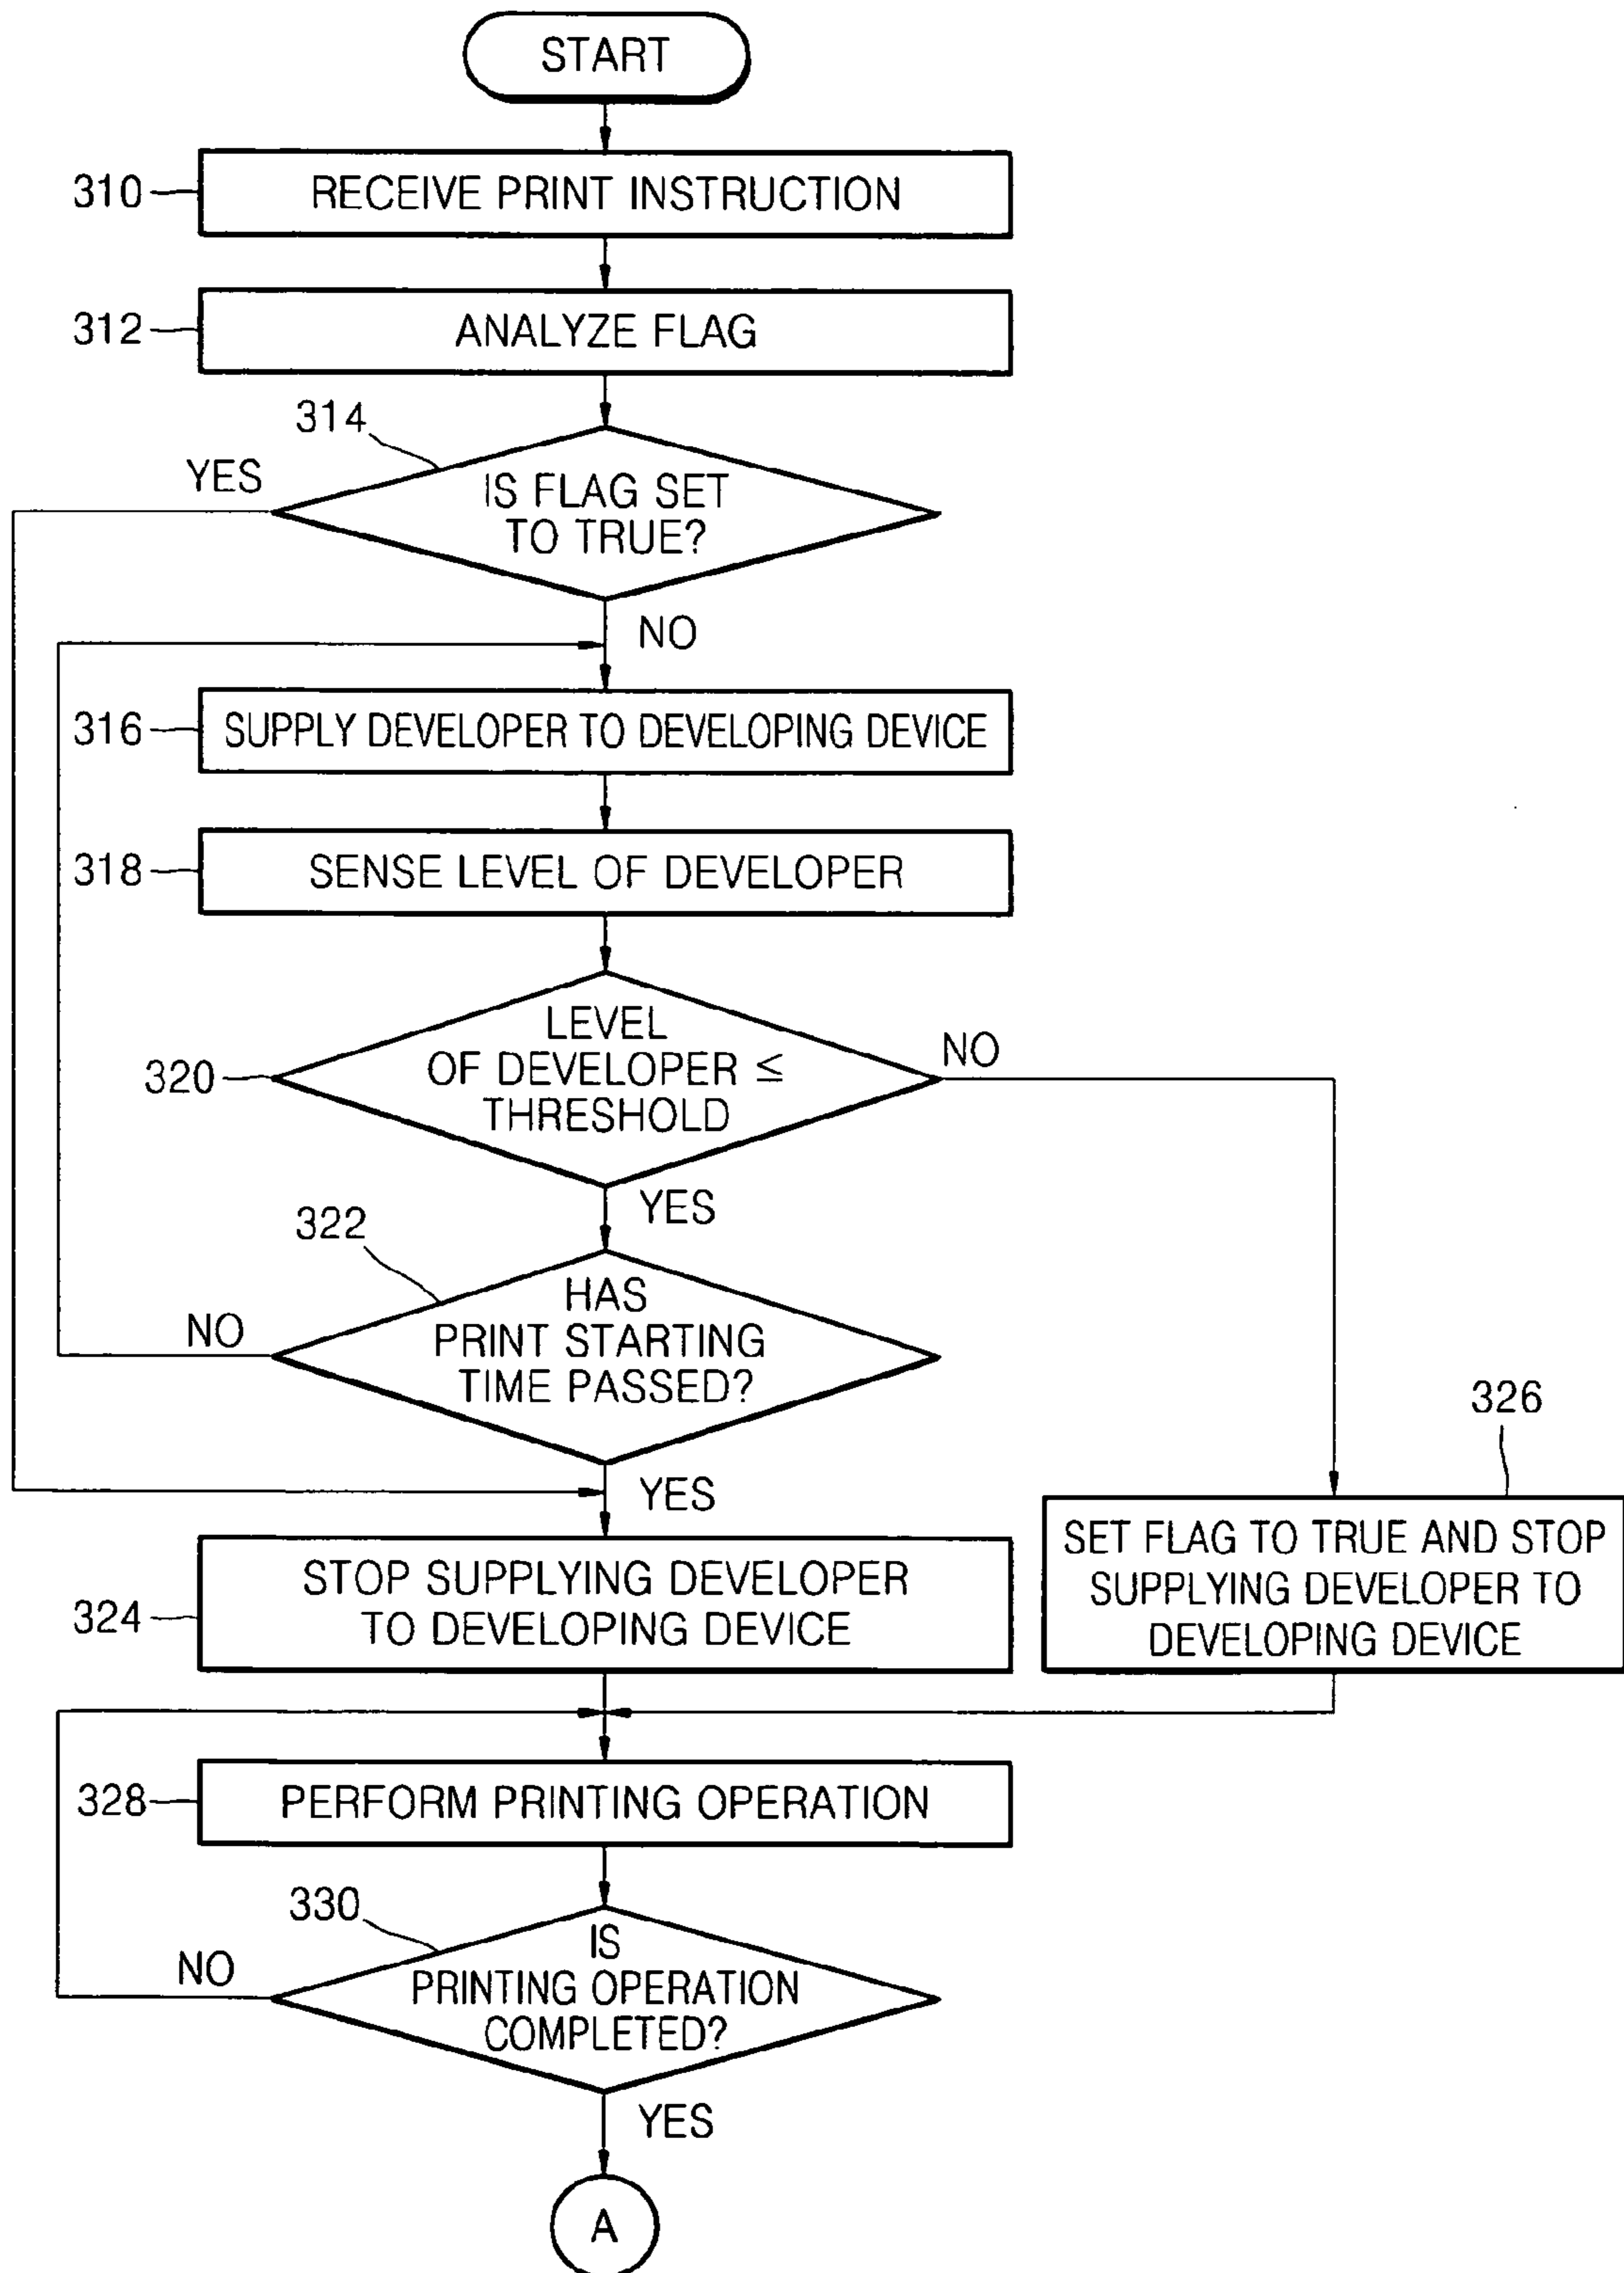 START
310
RECEIVE PRINT INSTRUCTION
312
ANALYZE FLAG
314
YES
IS FLAG SET
TO TRUE?
NO
316
SUPPLY DEVELOPER TO DEVELOPING DEVICE
318
SENSE LEVEL OF DEVELOPER
320
LEVEL
OF DEVELOPER ≤
THRESHOLD
NO
YES
322
HAS
PRINT STARTING
TIME PASSED?
NO
YES
326
SET FLAG TO TRUE AND STOP
SUPPLYING DEVELOPER TO
DEVELOPING DEVICE
324
STOP SUPPLYING DEVELOPER
TO DEVELOPING DEVICE
328
PERFORM PRINTING OPERATION
330
IS
PRINTING OPERATION
COMPLETED?
NO
YES
A